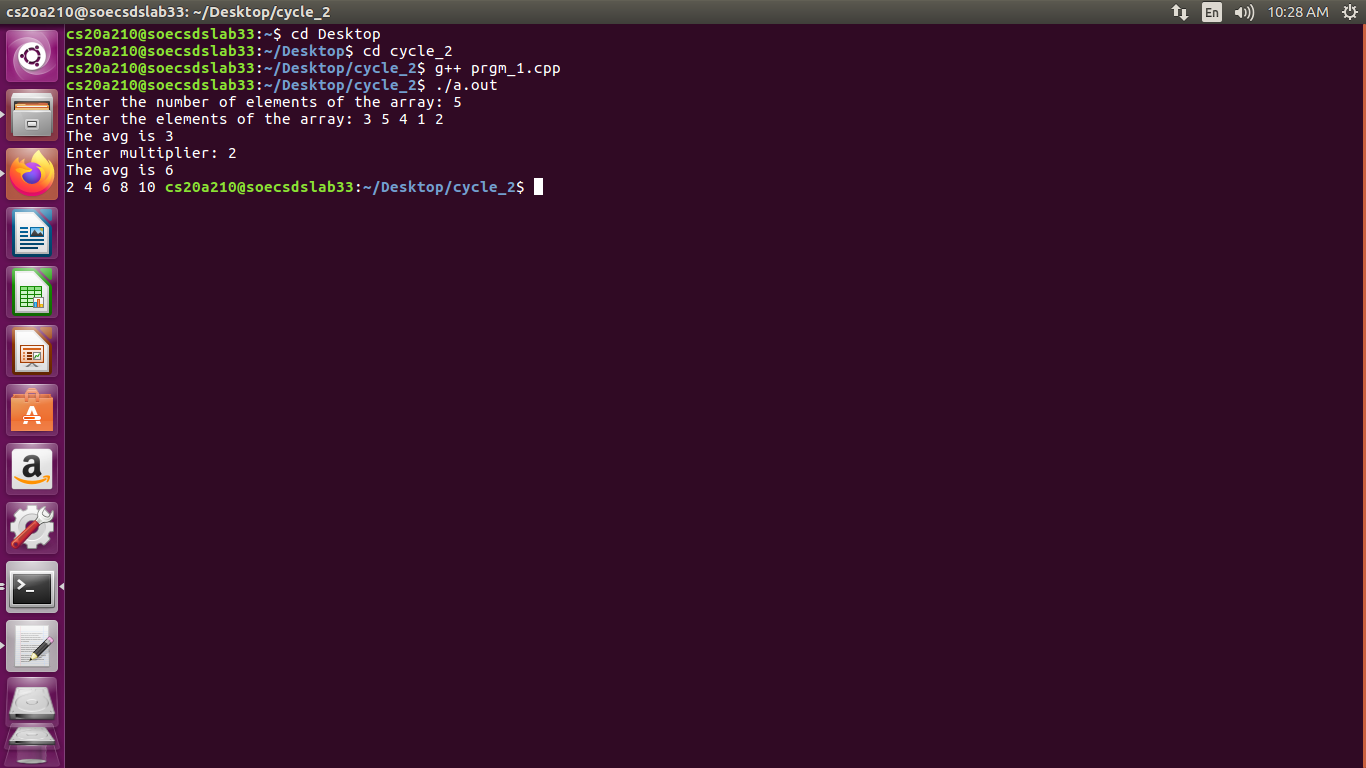 cs20a210@soecsdslab33: ~/Desktop/cycle_2
En
10:28 AM
cs20a210@soecsdslab33:~$ cd Desktop
cs20a210@soecsdslab33:~/Desktop$ cd cycle_2
cs20a210@soecsdslab33:~/Desktop/cycle_2$ g++ prgm_1.cpp
cs20a210@soecsdslab33:~/Desktop/cycle_2$ ./a.out
Enter the number of elements of the array: 5
Enter the elements of the array: 3 5 4 1 2
The avg is 3
Enter multiplier: 2
The avg is 6
2 4 6 8 10 cs20a210@soecsdslab33:~/Desktop/cycle_2$